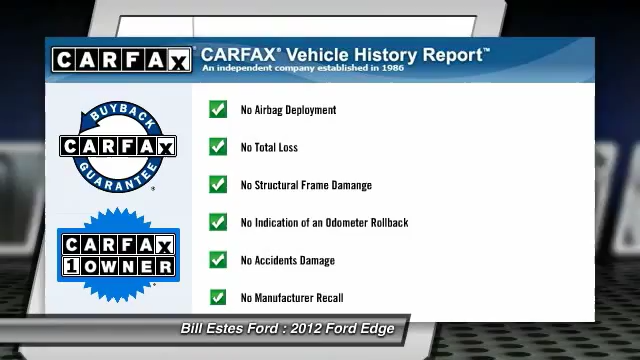 CARFAX CARFAX® Vehicle History Report™
An independent company established in 1986
BUYBACK
CARFAX
GUARANTEE
CARFAX
1 OWNER
No Airbag Deployment
No Total Loss
No Structural Frame Damange
No Indication of an Odometer Rollback
No Accidents Damage
No Manufacturer Recall
Bill Estes Ford : 2012 Ford Edge